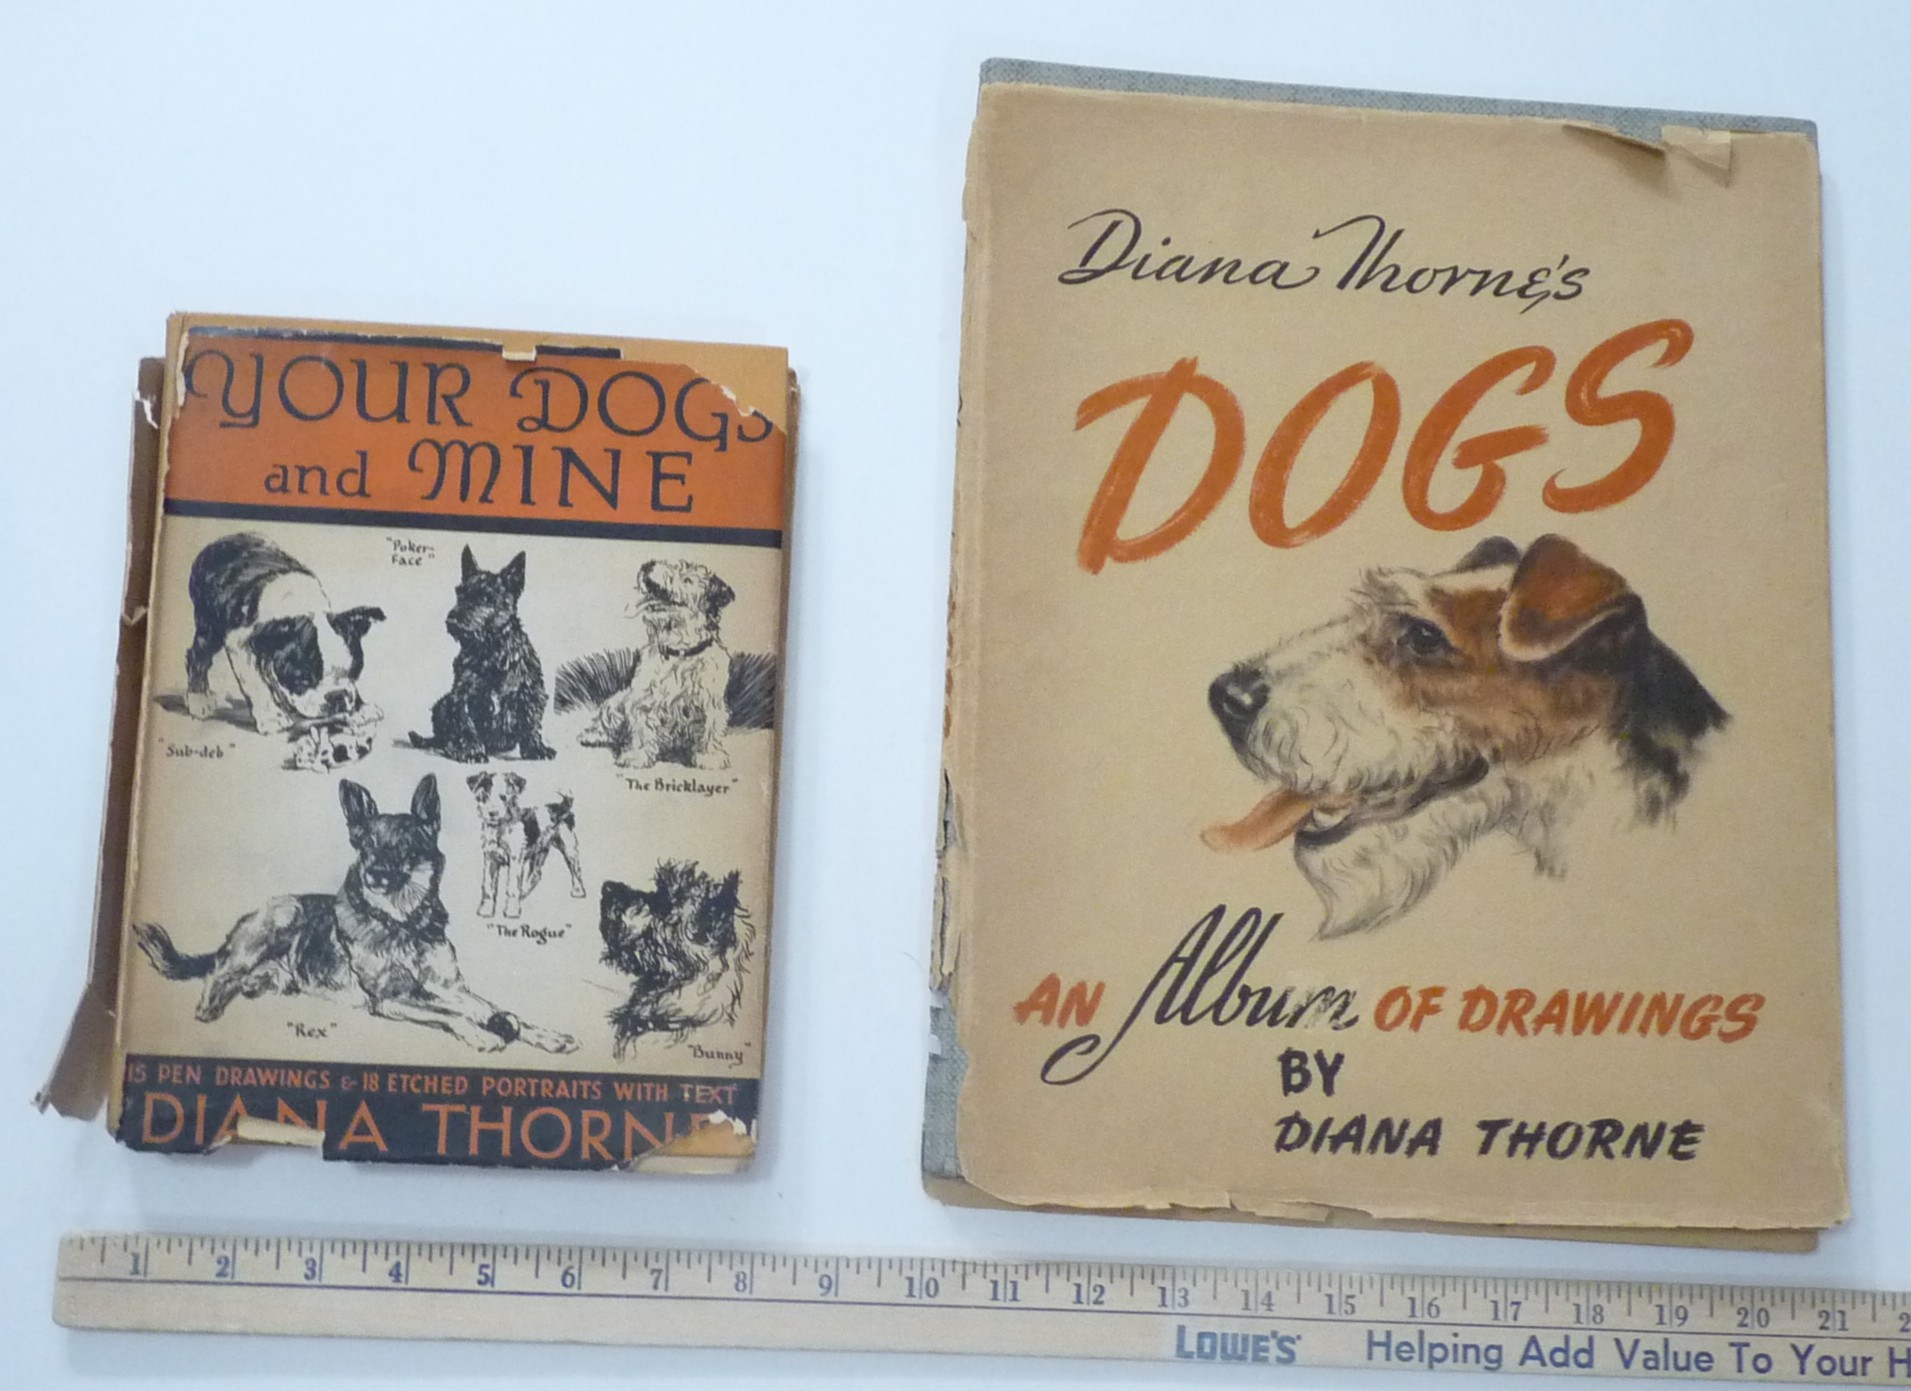 YOUR DOGS
and MINE
"Poker-
Face"
"Sub-deb"
"The Bricklayer"
"The Rogue"
"Rex"
"Bunny"
15 PEN DRAWINGS & 18 ETCHED PORTRAITS WITH TEXT
DIANA THORNE
Diana Thorne's
DOGS
AN Album OF DRAWINGS
BY
DIANA THORNE
1 2 3 4 5 6 7 8 9 10 11 12 13 14 15 16 17 18 19 20 21
LOWE'S Helping Add Value To Your